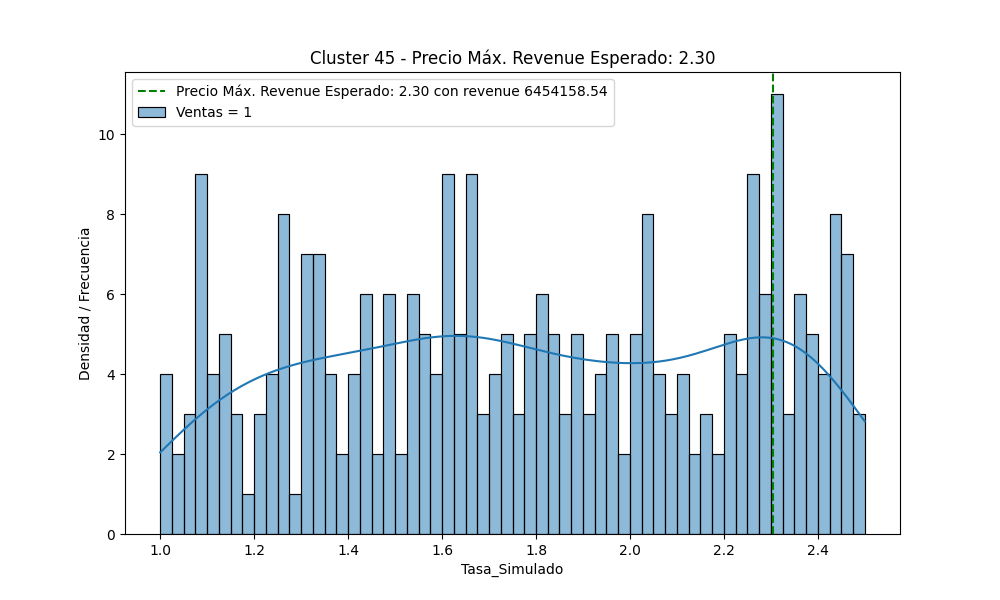 Cluster 45 - Precio Máx. Revenue Esperado: 2.30
Precio Máx. Revenue Esperado: 2.30 con revenue 6454158.54
Ventas = 1
Densidad / Frecuencia
10
8
6
4
2
0
1.0 1.2 1.4 1.6 1.8 2.0 2.2 2.4
Tasa_Simulado